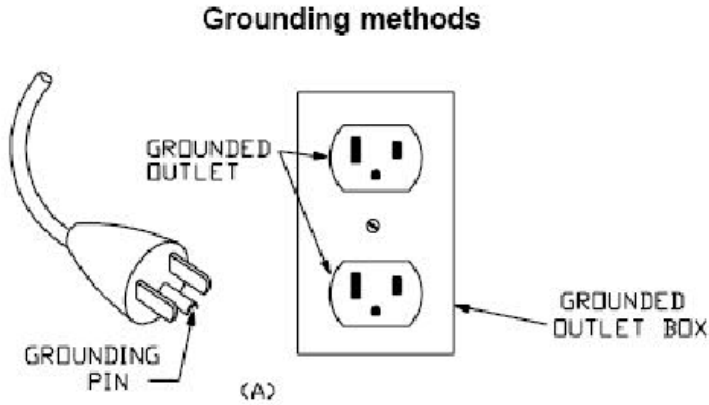 Grounding methods
GROUNDED
OUTLET
GROUNDED
OUTLET BOX
GROUNDING
PIN
(A)